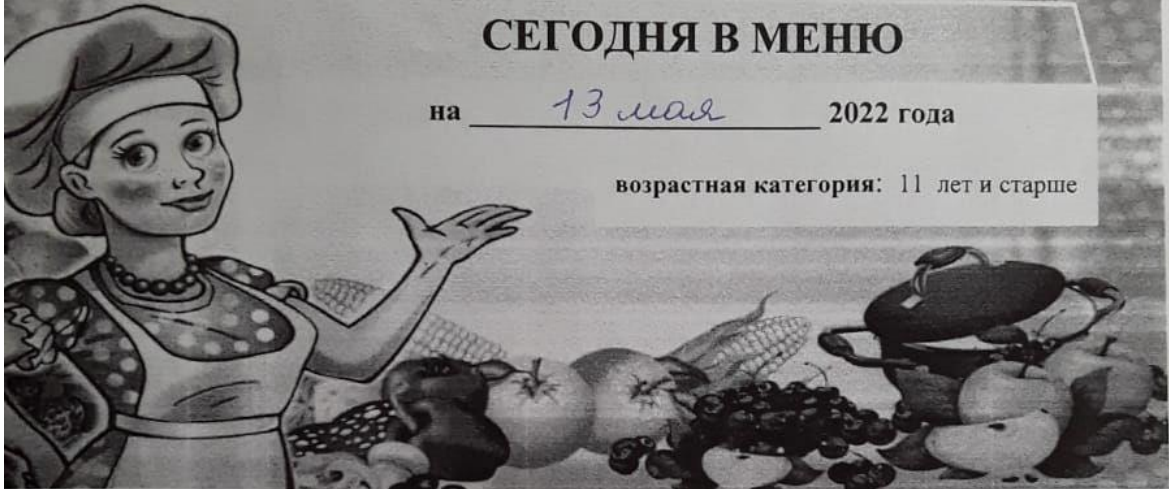 СЕГОДНЯ В МЕНЮ
на 13 мая 2022 года
возрастная категория: 11 лет и старше